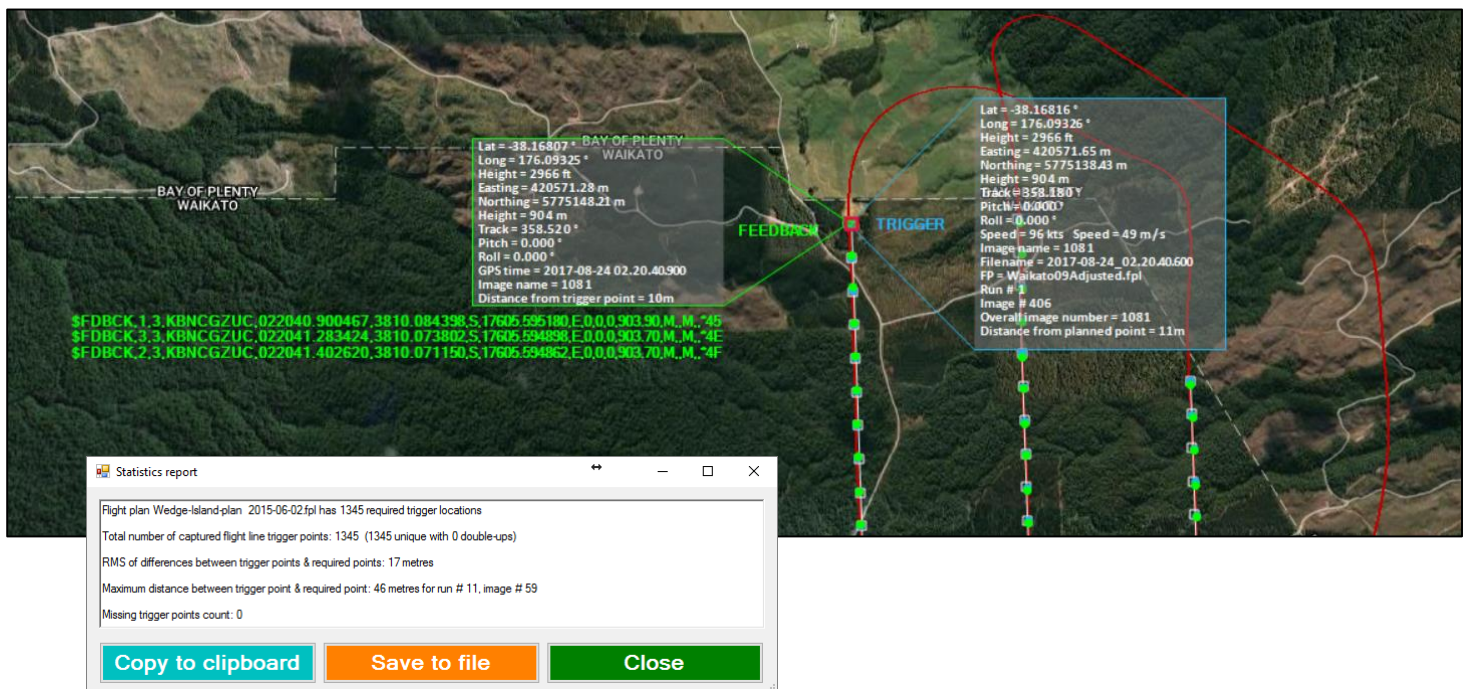 BAY OF PLENTY
WAIKATO
BAY OF PLENTY
WAIKATO
Lat = -38.16807 °
Long = 176.09325 °
Height = 2966 ft
Easting = 420571.28 m
Northing = 5775148.21 m
Height = 904 m
Track = 358.520 °
Pitch = 0.000 °
Roll = 0.000 °
GPS time = 2017-08-24 02.20.40.900
Image name = 1081
Distance from trigger point = 10m
FEEDBACK
TRIGGER
Lat = -38.16816 °
Long = 176.09326 °
Height = 2966 ft
Easting = 420571.65 m
Northing = 5775138.43 m
Height = 904 m
Track = 358.180 °
Pitch = 0.000 °
Roll = 0.000 °
Speed = 96 kts Speed = 49 m/s
Image name = 1081
Filename = 2017-08-24_02.20.40.600
FP = Waikato09Adjusted.fpl
Run # 1
Image # 406
Overall image number = 1081
Distance from planned point = 11m
$FDBCK,1,3,KBNCGZUC,022040.900467,3810.084398,S,17605.595180,E,0,0,0,903.90,M,,M,,*45
$FDBCK,3,3,KBNCGZUC,022041.283424,3810.073802,S,17605.594898,E,0,0,0,903.70,M,,M,,*4E
$FDBCK,2,3,KBNCGZUC,022041.402620,3810.071150,S,17605.594862,E,0,0,0,903.70,M,,M,,*4F
Statistics report
Flight plan Wedge-Island-plan 2015-06-02.fpl has 1345 required trigger locations
Total number of captured flight line trigger points: 1345 (1345 unique with 0 double-ups)
RMS of differences between trigger points & required points: 17 metres
Maximum distance between trigger point & required point: 46 metres for run # 11, image # 59
Missing trigger points count: 0
Copy to clipboard
Save to file
Close